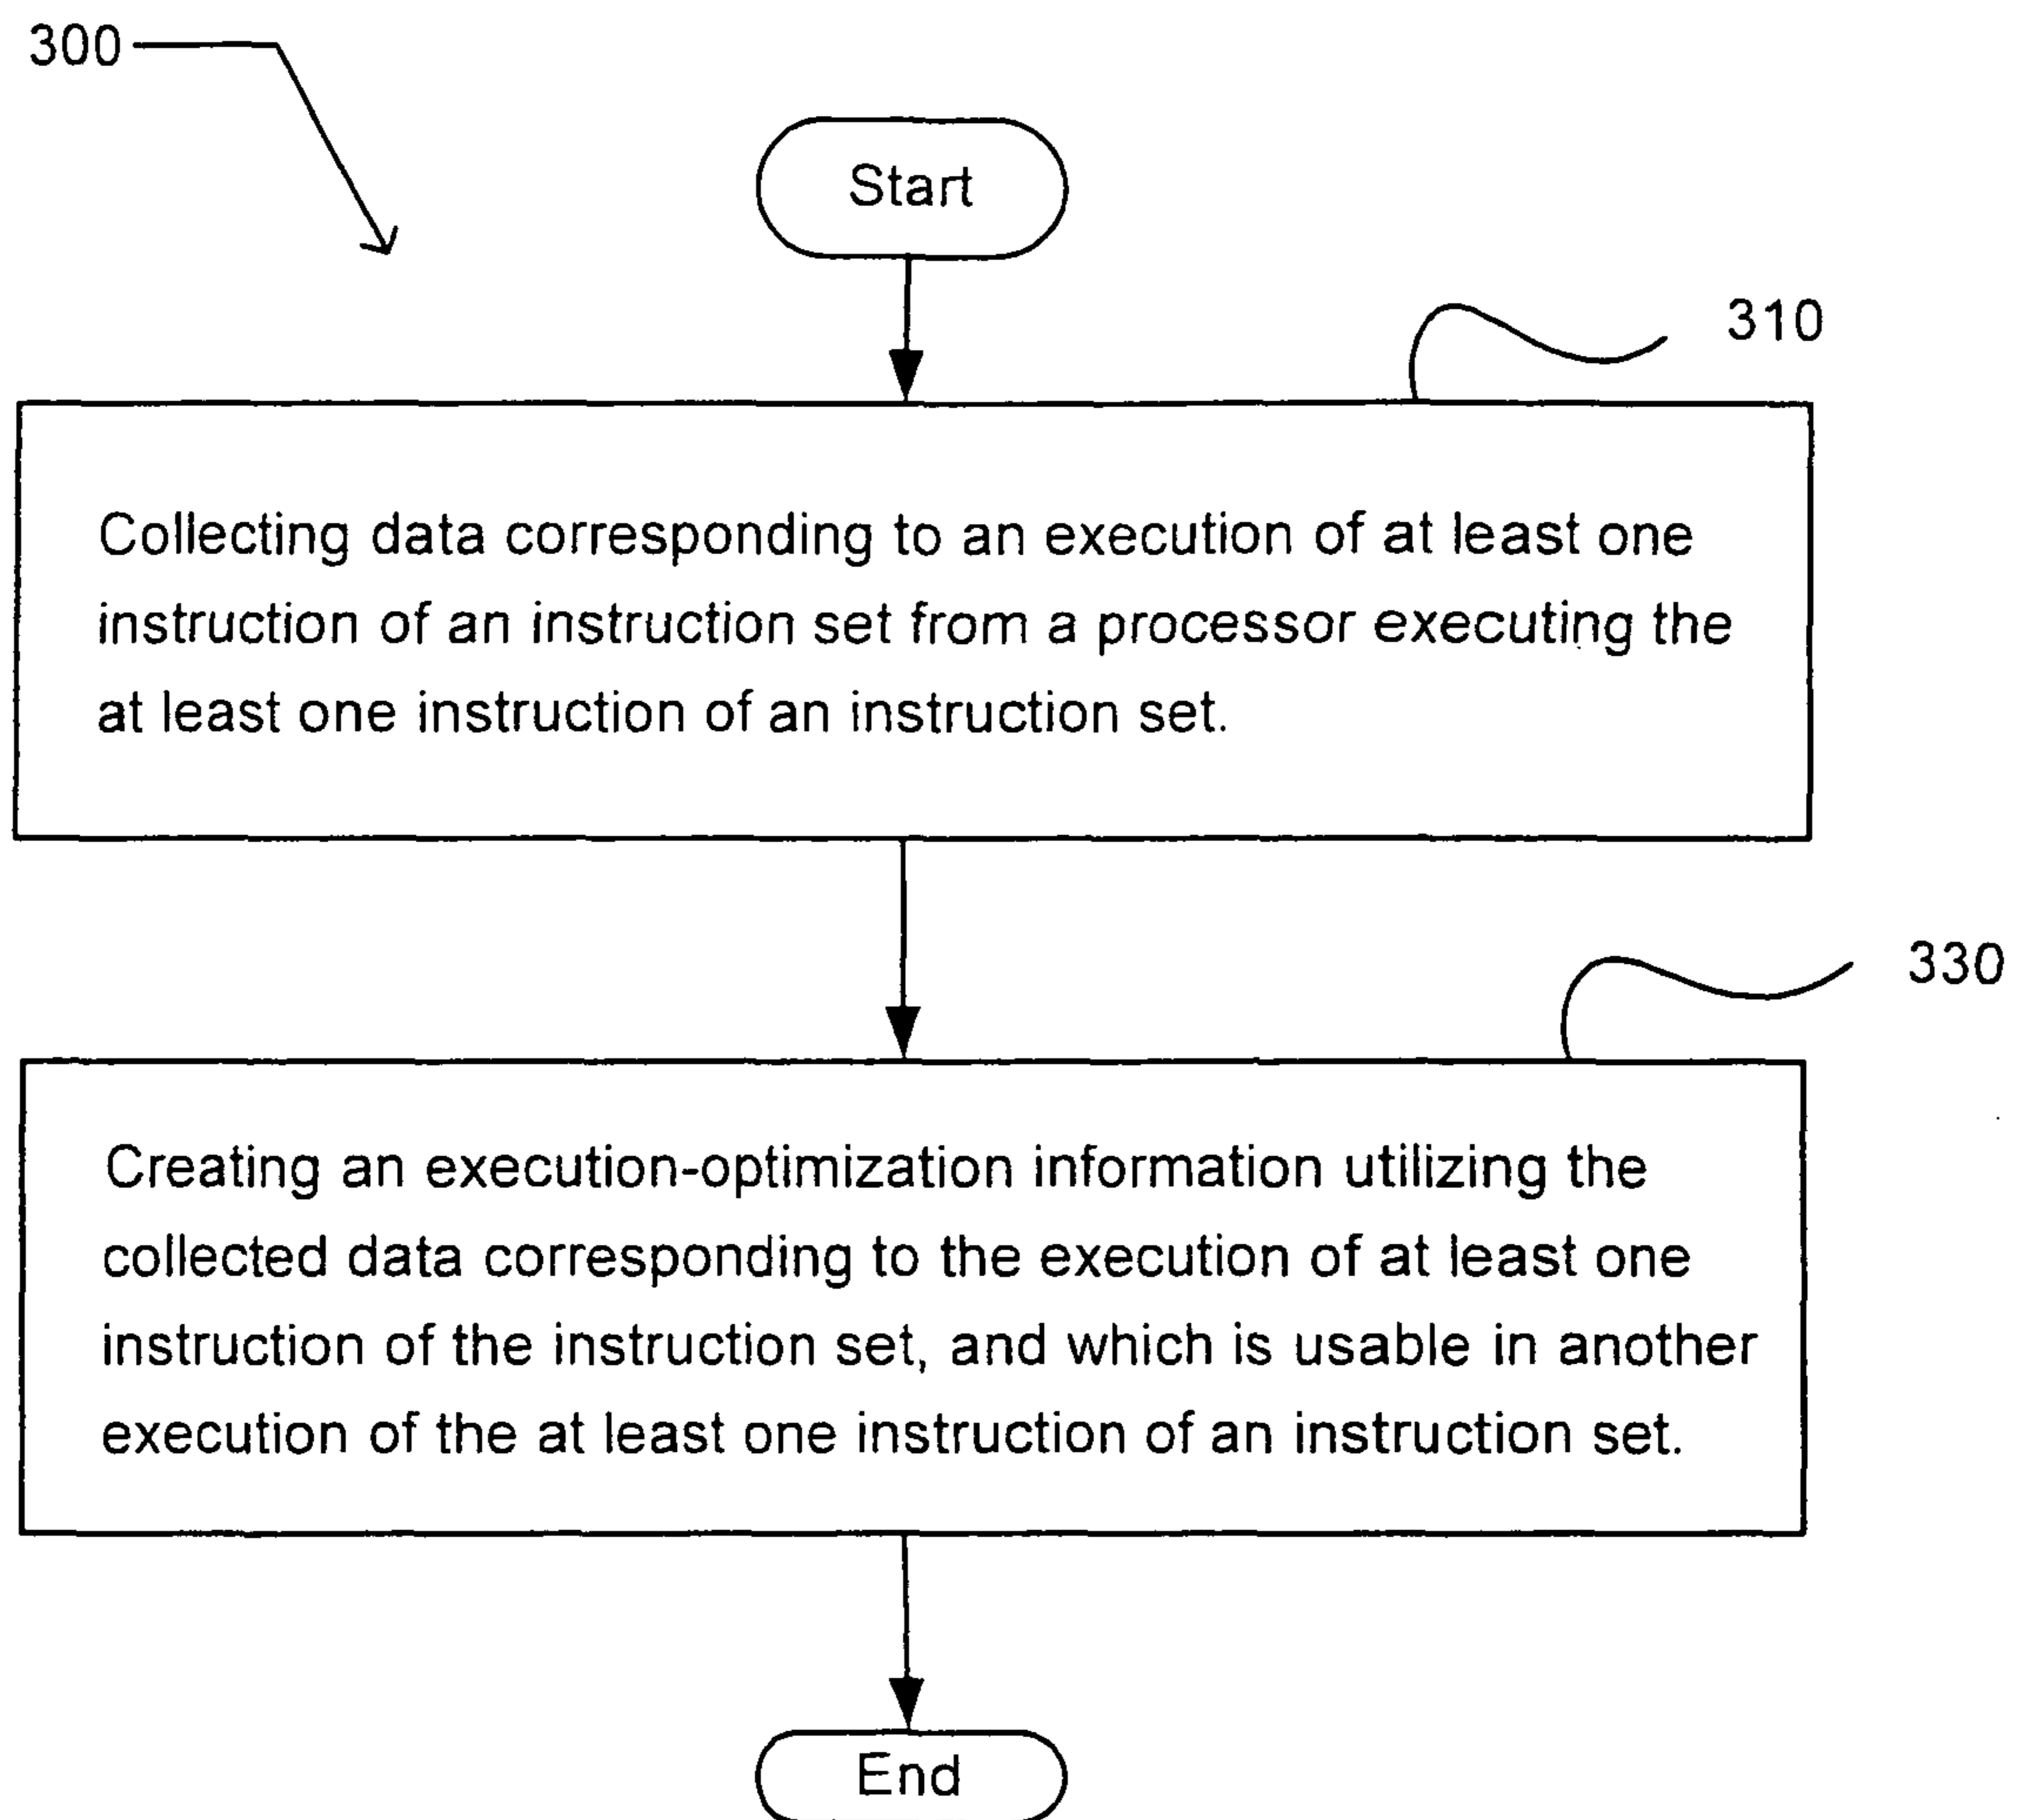 300
Start
310
Collecting data corresponding to an execution of at least one
instruction of an instruction set from a processor executing the
at least one instruction of an instruction set.
330
Creating an execution-optimization information utilizing the
collected data corresponding to the execution of at least one
instruction of the instruction set, and which is usable in another
execution of the at least one instruction of an instruction set.
End